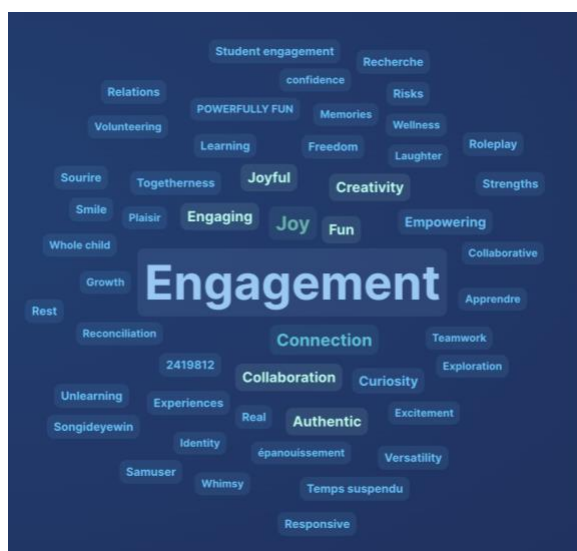 Student engagement
Recherche
confidence
Relations
Risks
POWERFULLY FUN
Memories
Volunteering
Wellness
Learning
Freedom
Roleplay
Laughter
Sourire
Togetherness
Joyful
Creativity
Strengths
Smile
Plaisir
Engaging
Joy
Fun
Empowering
Whole child
Collaborative
Growth
Engagement
Apprendre
Rest
Reconciliation
Connection
Teamwork
2419812
Collaboration
Curiosity
Exploration
Unlearning
Experiences
Real
Authentic
Excitement
Songideyewin
Identity
épanouissement
Versatility
Samuser
Whimsy
Temps suspendu
Responsive